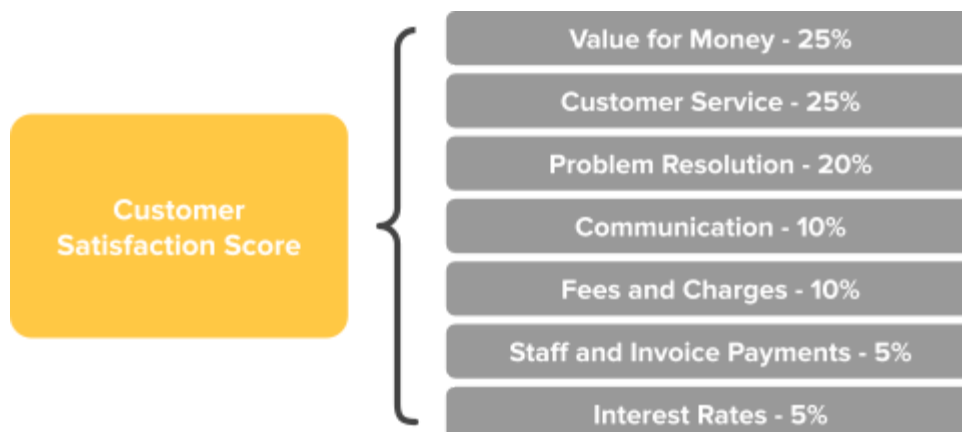 Customer
Satisfaction Score
Value for Money - 25%
Customer Service - 25%
Problem Resolution - 20%
Communication - 10%
Fees and Charges - 10%
Staff and Invoice Payments - 5%
Interest Rates - 5%